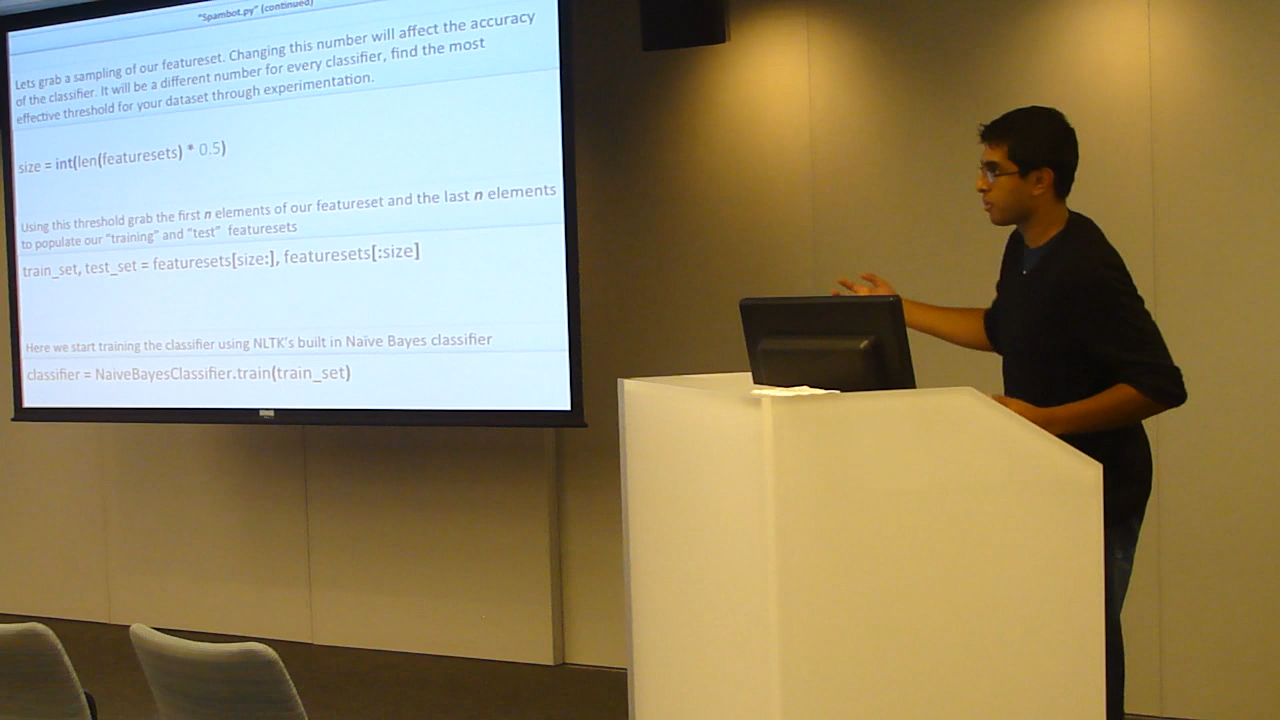 "Spambot.py" (continued)
Lets grab a sampling of our featureset. Changing this number will affect the accuracy
of the classifier. It will be a different number for every classifier, find the most
effective threshold for your dataset through experimentation.
size = int(len(featuresets) * 0.5)
Using this threshold grab the first n elements of our featureset and the last n elements
to populate our "training" and "test" featuresets
train_set, test_set = featuresets[size:], featuresets[:size]
Here we start training the classifier using NLTK's built in Naïve Bayes classifier
classifier = NaiveBayesClassifier.train(train_set)